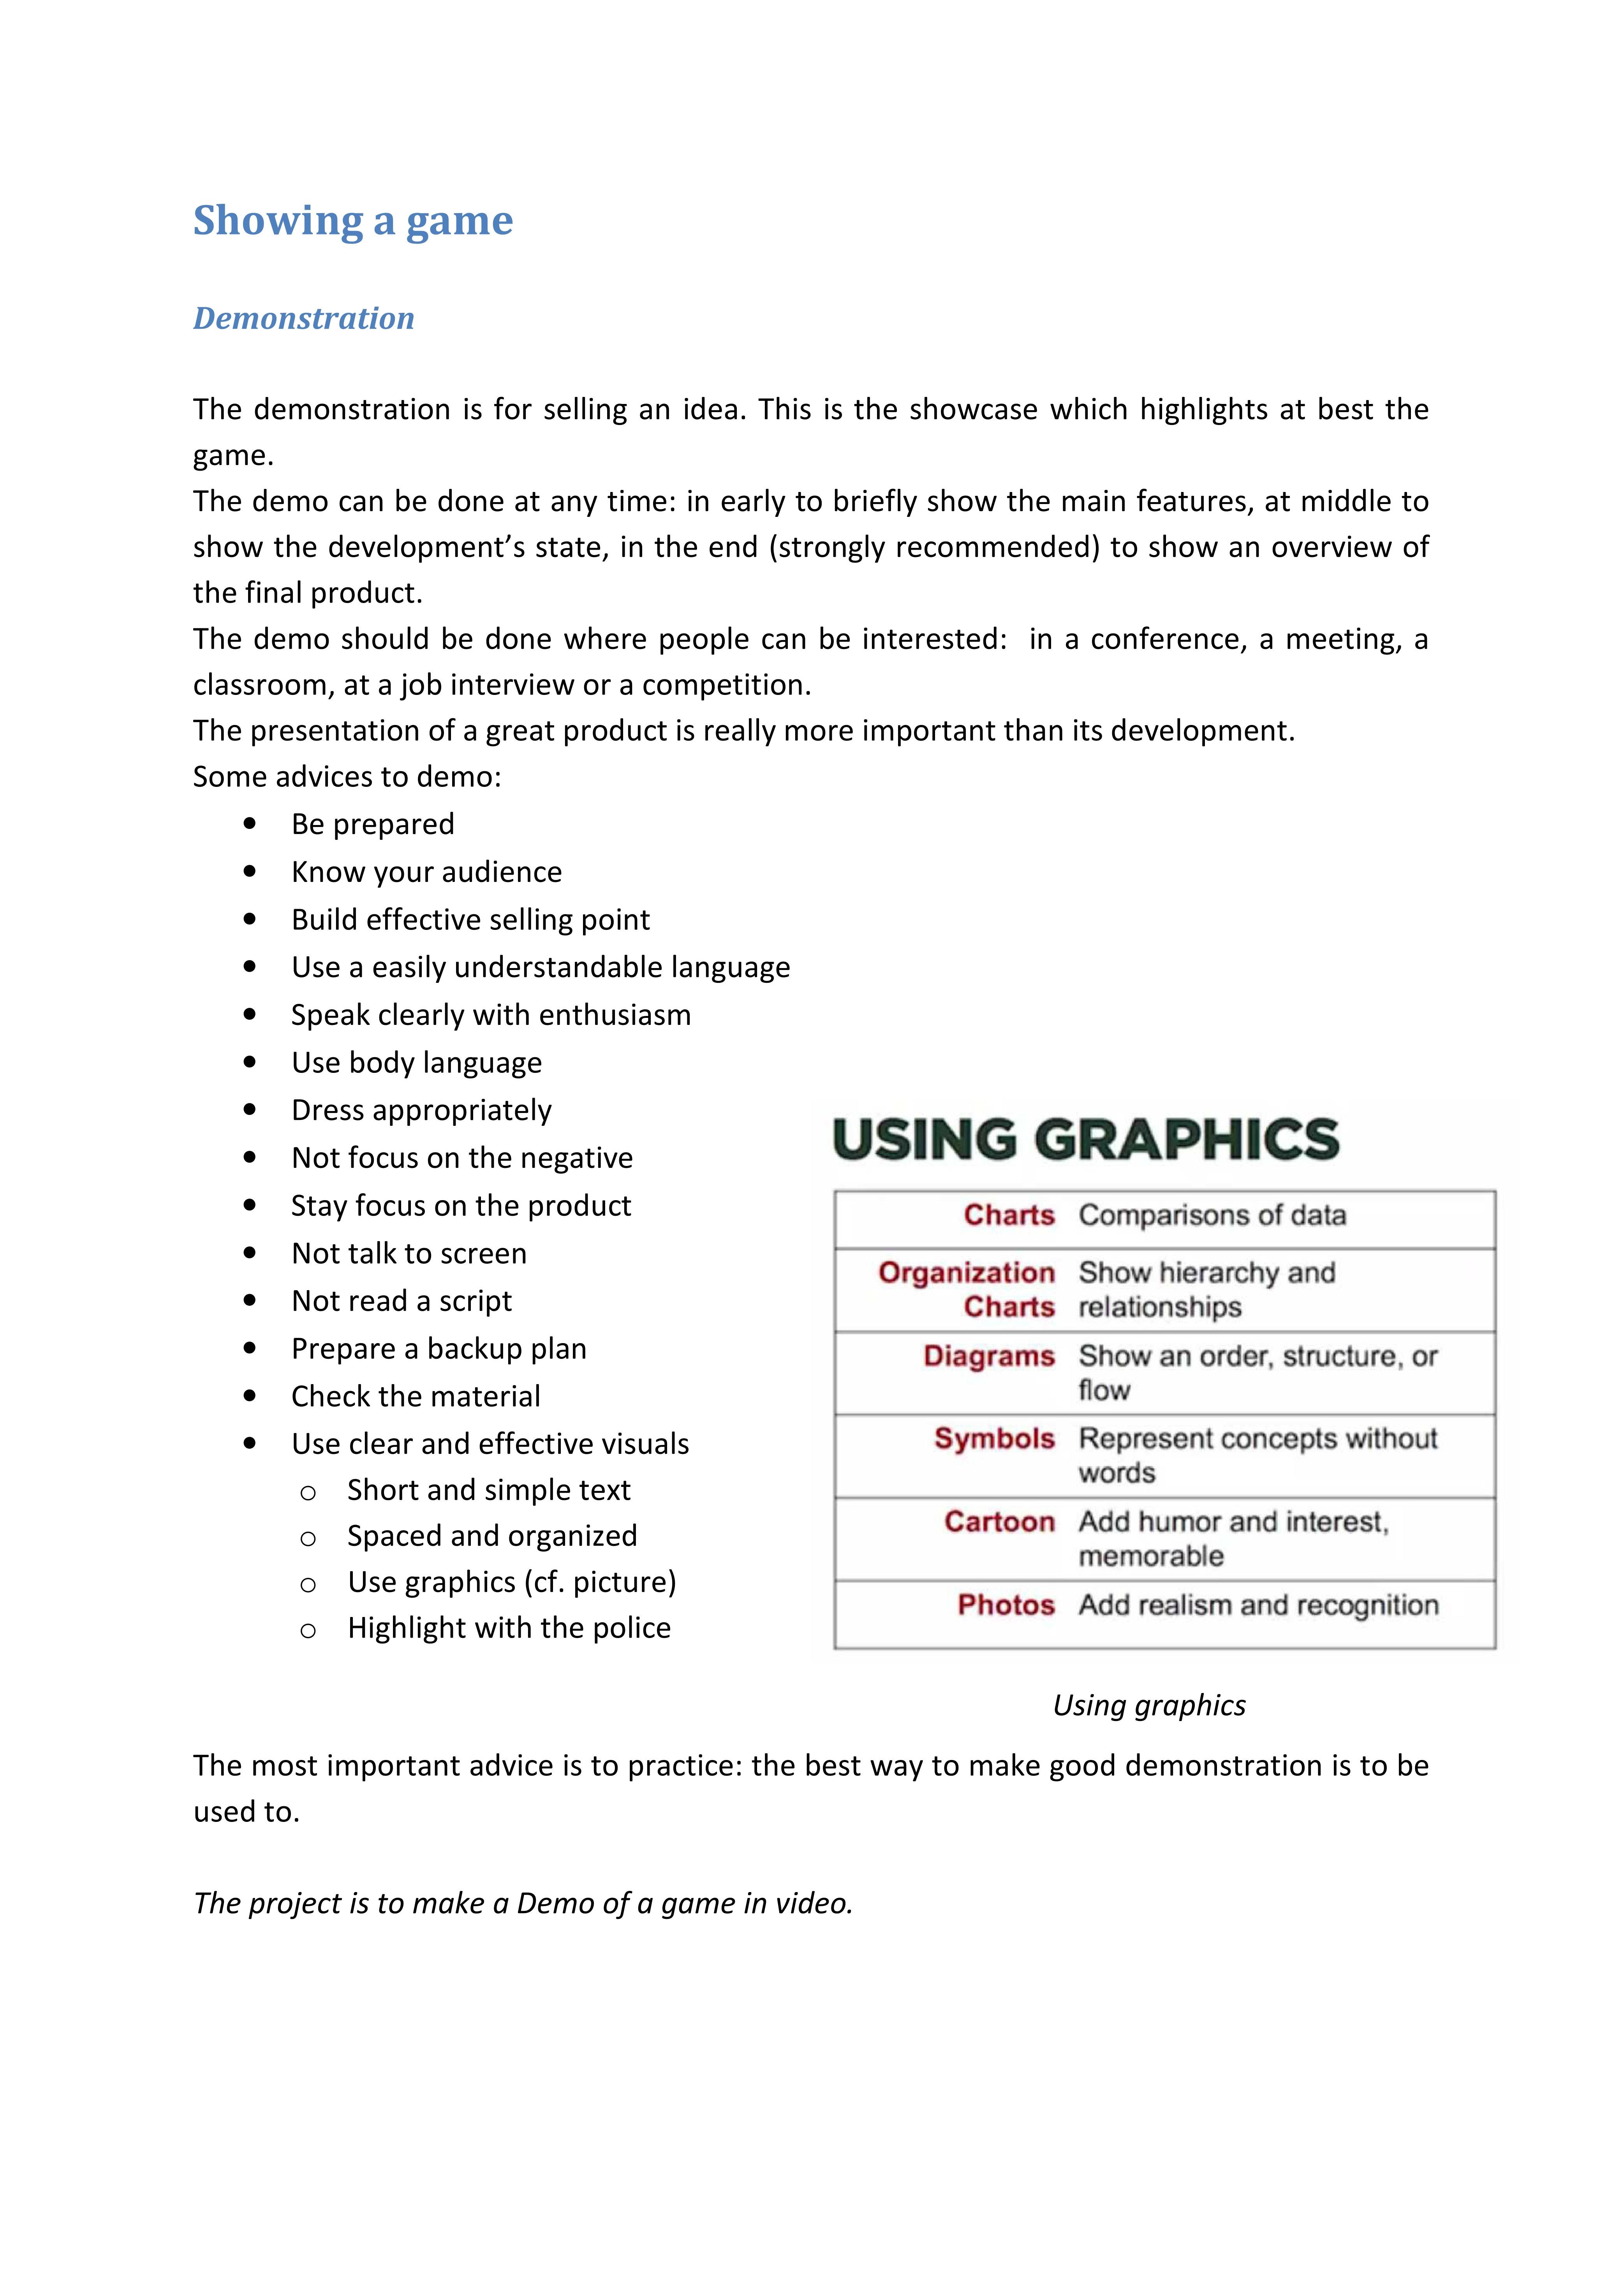 Showing a game
Demonstration
The demonstration is for selling an idea. This is the showcase which highlights at best the
game.
The demo can be done at any time: in early to briefly show the main features, at middle to
show the development’s state, in the end (strongly recommended) to show an overview of
the final product.
The demo should be done where people can be interested:  in a conference, a meeting, a
classroom, at a job interview or a competition.
The presentation of a great product is really more important than its development.
Some advices to demo:
• Be prepared
• Know your audience
• Build effective selling point
• Use a easily understandable language
• Speak clearly with enthusiasm
• Use body language
• Dress appropriately
• Not focus on the negative
• Stay focus on the product
• Not talk to screen
• Not read a script
• Prepare a backup plan
• Check the material
• Use clear and effective visuals
o Short and simple text
o Spaced and organized
o Use graphics (cf. picture)
o Highlight with the police
USING GRAPHICS
Charts Comparisons of data
Organization Show hierarchy and
Charts relationships
Diagrams Show an order, structure, or
flow
Symbols Represent concepts without
words
Cartoon Add humor and interest,
memorable
Photos Add realism and recognition
Using graphics
The most important advice is to practice: the best way to make good demonstration is to be
used to.
The project is to make a Demo of a game in video.